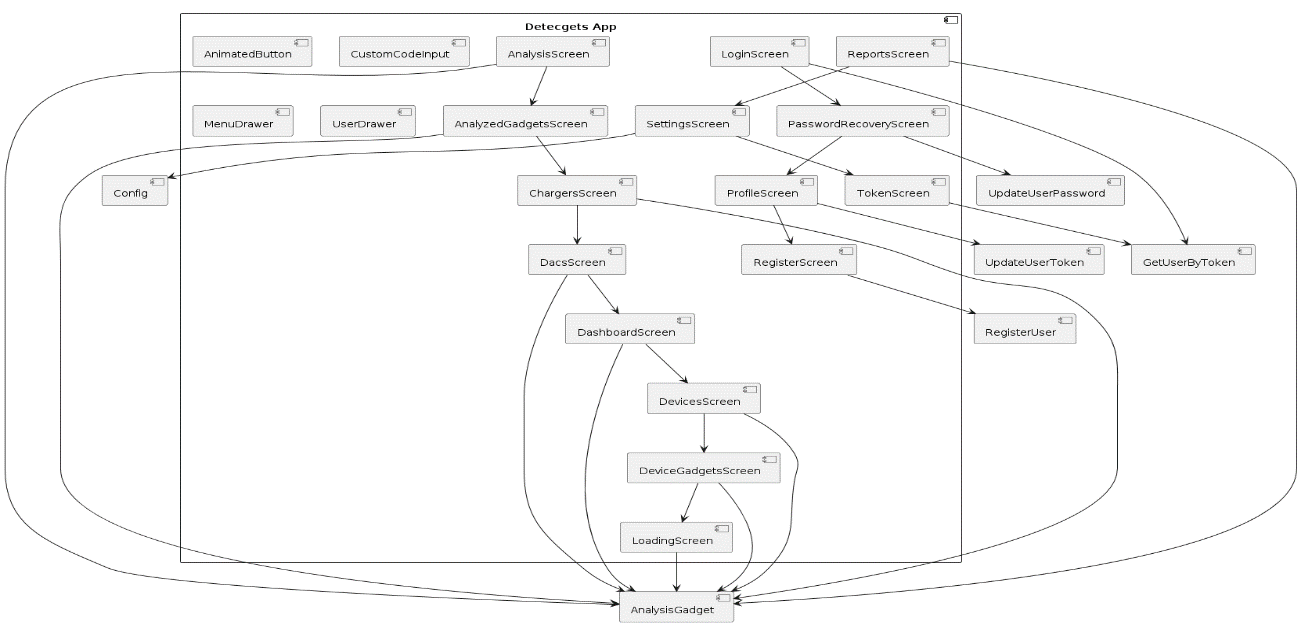 Detecgets App
AnimatedButton
CustomCodeInput
AnalysisScreen
LoginScreen
ReportsScreen
MenuDrawer
UserDrawer
AnalyzedGadgetsScreen
SettingsScreen
PasswordRecoveryScreen
Config
ChargersScreen
ProfileScreen
TokenScreen
UpdateUserPassword
DacsScreen
RegisterScreen
UpdateUserToken
GetUserByToken
DashboardScreen
RegisterUser
DevicesScreen
DeviceGadgetsScreen
LoadingScreen
AnalysisGadget